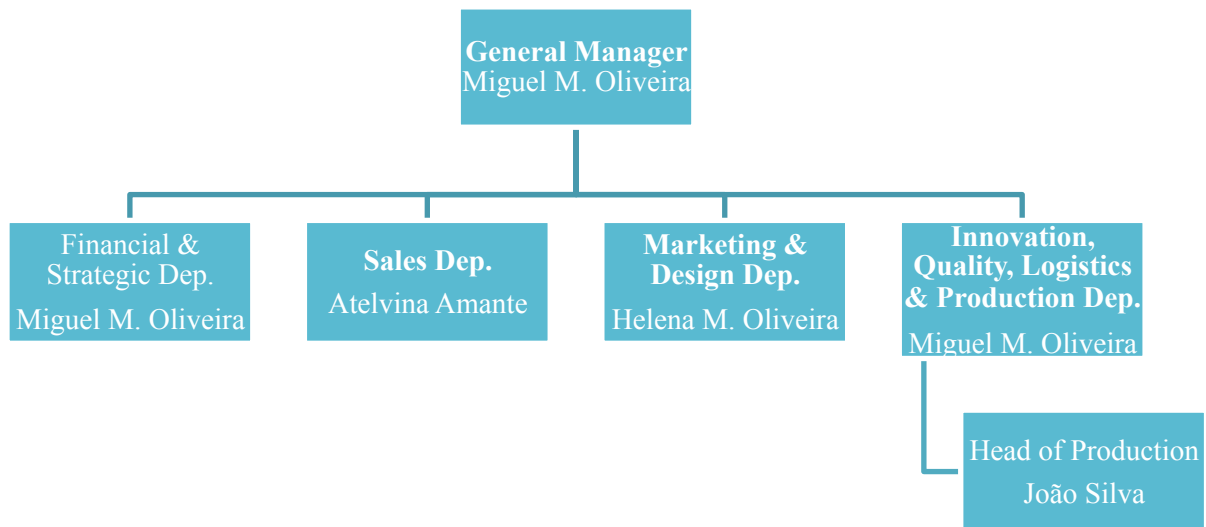 General Manager
Miguel M. Oliveira
Financial &
Strategic Dep.
Miguel M. Oliveira
Sales Dep.
Atelvina Amante
Marketing &
Design Dep.
Helena M. Oliveira
Innovation,
Quality, Logistics
& Production Dep.
Miguel M. Oliveira
Head of Production
João Silva